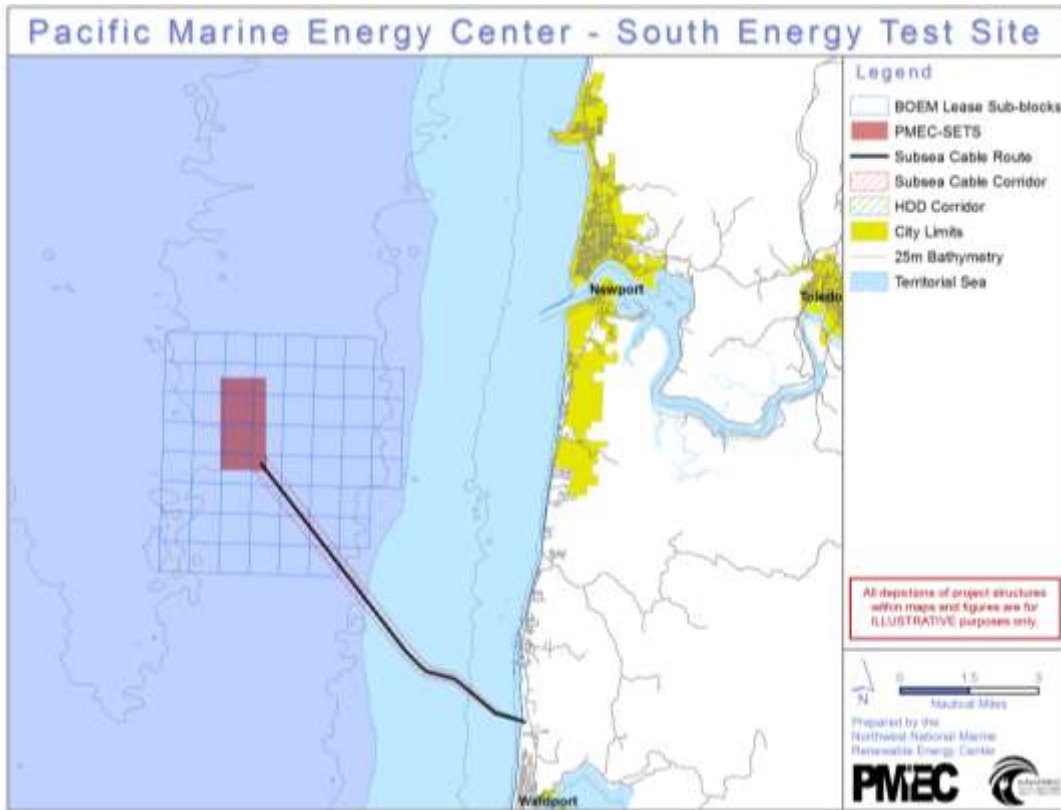 Pacific Marine Energy Center - South Energy Test Site
Legend
BOEM Lease Sub-blocks
PMEC-SETS
Subsea Cable Route
Subsea Cable Corridor
HDD Corridor
City Limits
25m Bathymetry
Territorial Sea
Newport
Toledo
Waldport
All depictions of project structures
within maps and figures are for
ILLUSTRATIVE purposes only.
N
0 1.5 3
Nautical Miles
Prepared by the
Northwest National Marine
Renewable Energy Center
PMEC